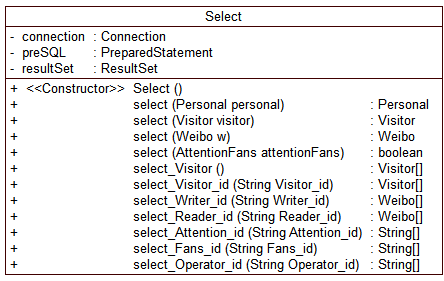 Select
- connection : Connection
- preSQL : PreparedStatement
- resultSet : ResultSet
+ <<Constructor>> Select ()
+ select (Personal personal) : Personal
+ select (Visitor visitor) : Visitor
+ select (Weibo w) : Weibo
+ select (AttentionFans attentionFans) : boolean
+ select_Visitor () : Visitor[]
+ select_Visitor_id (String Visitor_id) : Visitor[]
+ select_Writer_id (String Writer_id) : Weibo[]
+ select_Reader_id (String Reader_id) : Weibo[]
+ select_Attention_id (String Attention_id) : String[]
+ select_Fans_id (String Fans_id) : String[]
+ select_Operator_id (String Operator_id) : String[]